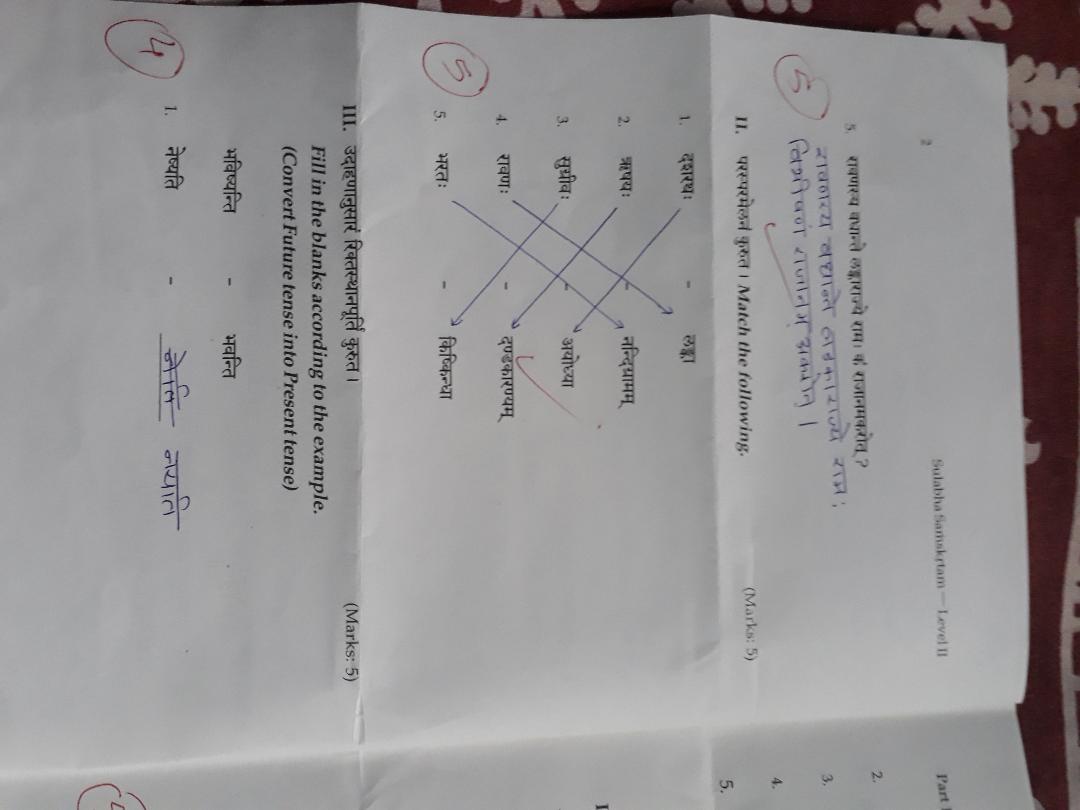 2
Sulabha Saṁskṛtam — Level II
5. रावणस्य वधान्ते लङ्काराज्ये रामः कं राजानमकरोत् ?
रावणस्य वधान्ते लङकाराज्ये रामः
विभीषणं राजानम् अकरोत् ।
5
II. परस्परमेलनं कुरुत । Match the following. (Marks: 5)
1. दशरथः - लङ्का
2. ऋषयः - नन्दिग्रामम्
3. सुग्रीवः - अयोध्या
4. रावणः - दण्डकारण्यम्
5. भरतः - किष्किन्धा
5
III. उदाहणानुसारं रिक्तस्थानपूर्तिं कुरुत । (Marks: 5)
Fill in the blanks according to the example.
(Convert Future tense into Present tense)
भविष्यन्ति - भवन्ति
1. नेष्यति - नेति नयति
4
Part
2.
3.
4.
5.